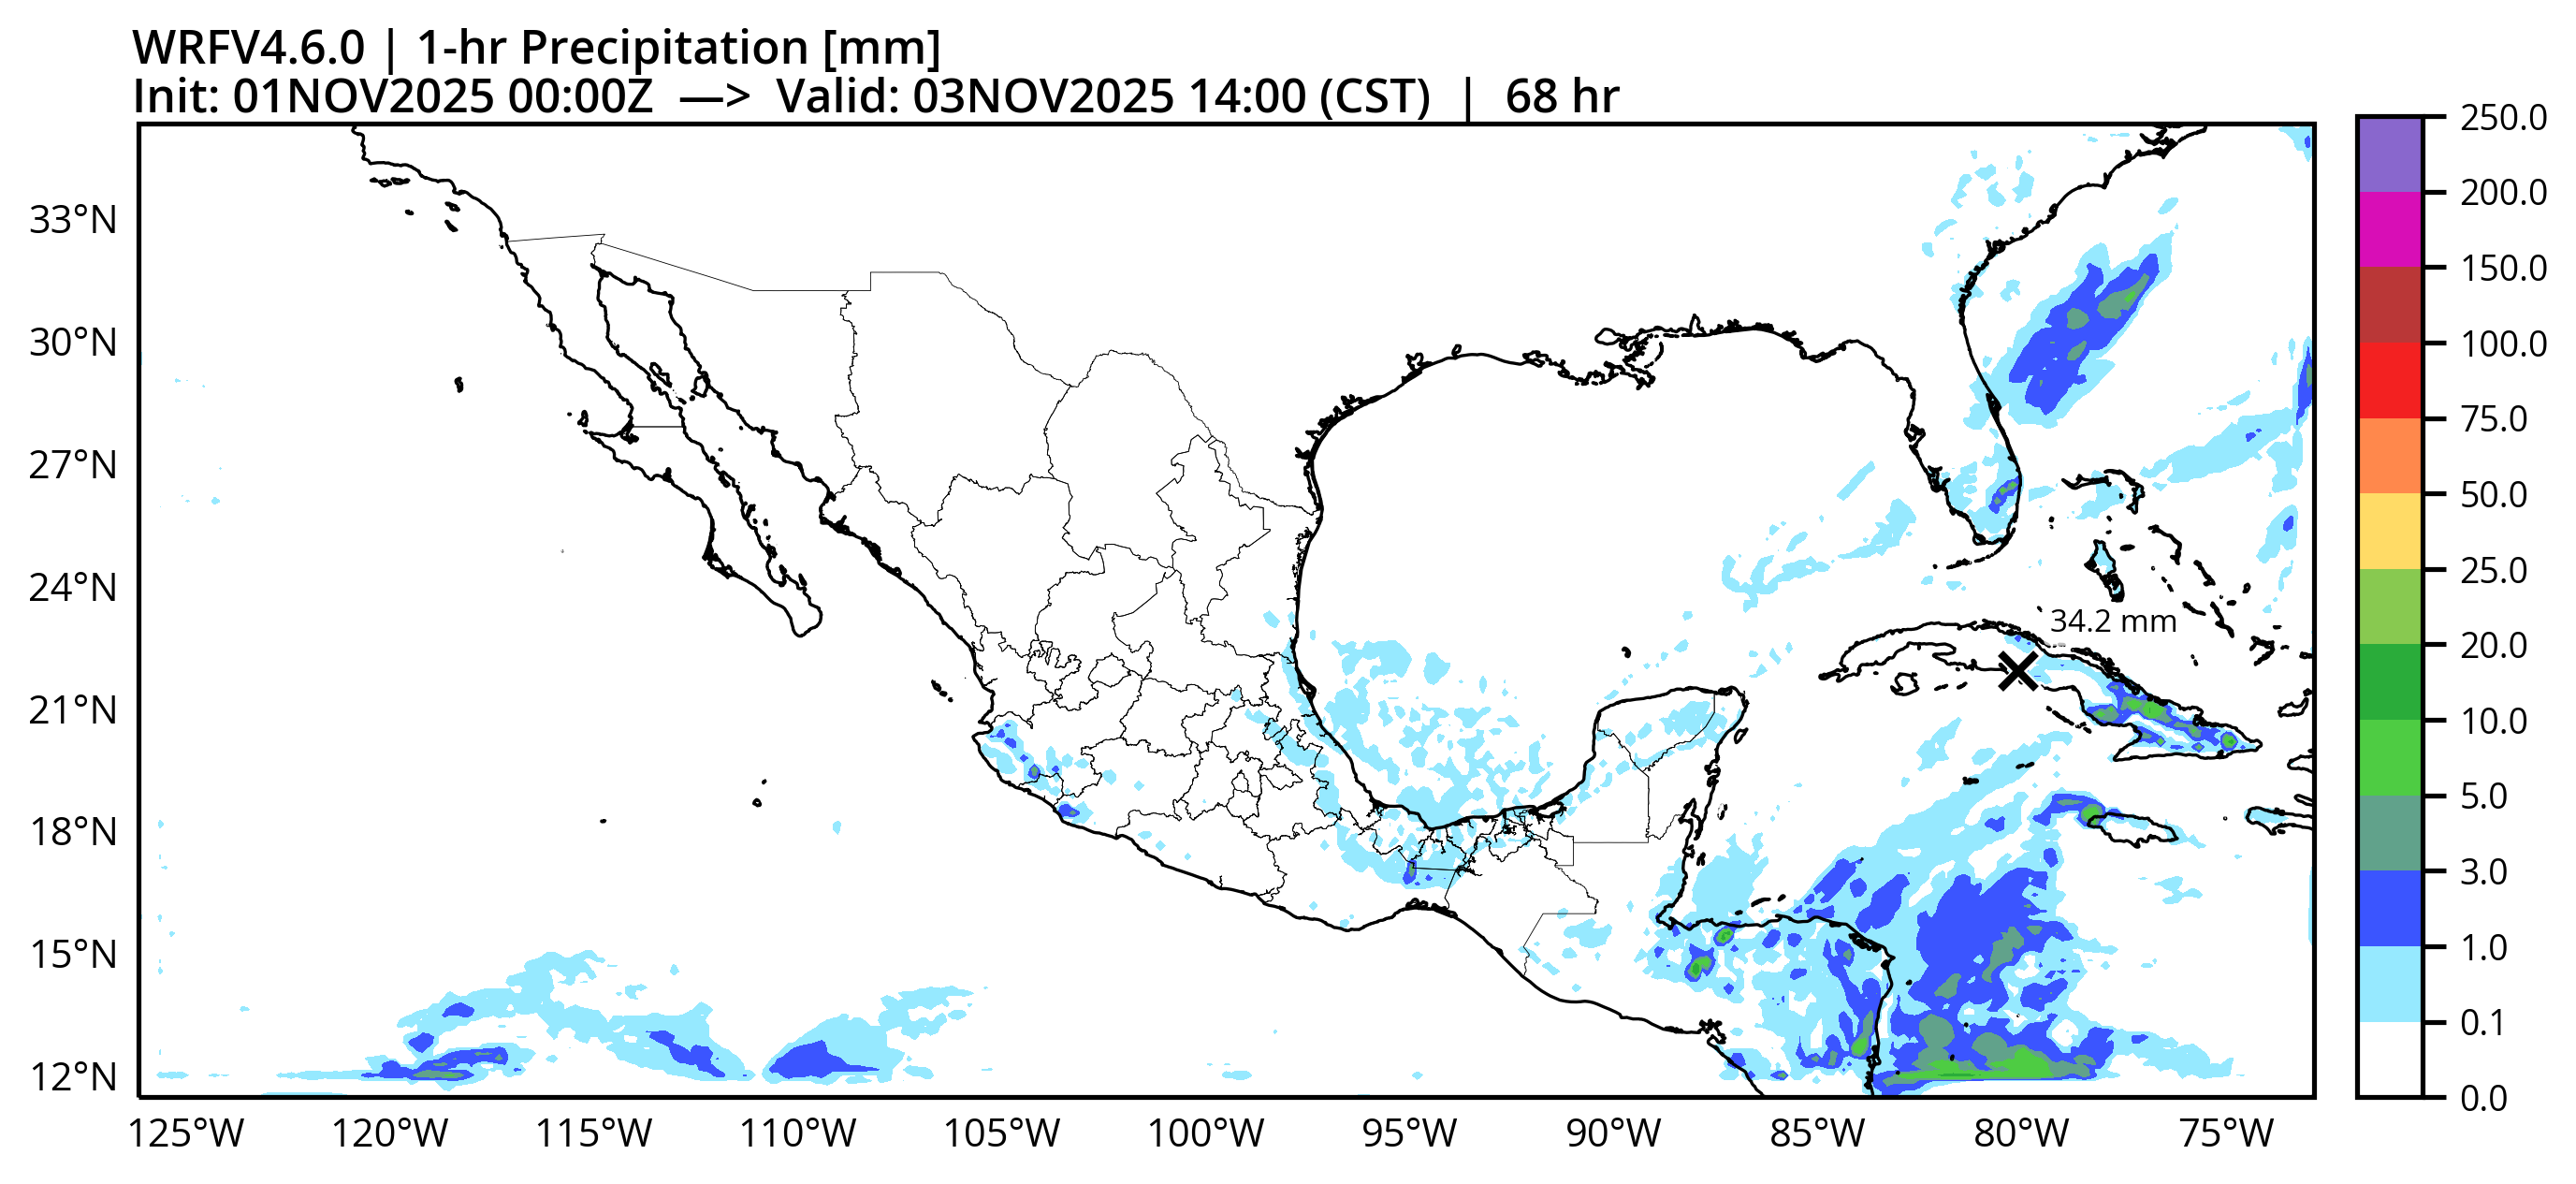 WRFV4.6.0 | 1-hr Precipitation [mm]
Init: 01NOV2025 00:00Z —> Valid: 03NOV2025 14:00 (CST) | 68 hr
250.0
200.0
150.0
100.0
75.0
50.0
25.0
20.0
10.0
5.0
3.0
1.0
0.1
0.0
33°N
30°N
27°N
24°N
21°N
18°N
15°N
12°N
34.2 mm
125°W
120°W
115°W
110°W
105°W
100°W
95°W
90°W
85°W
80°W
75°W